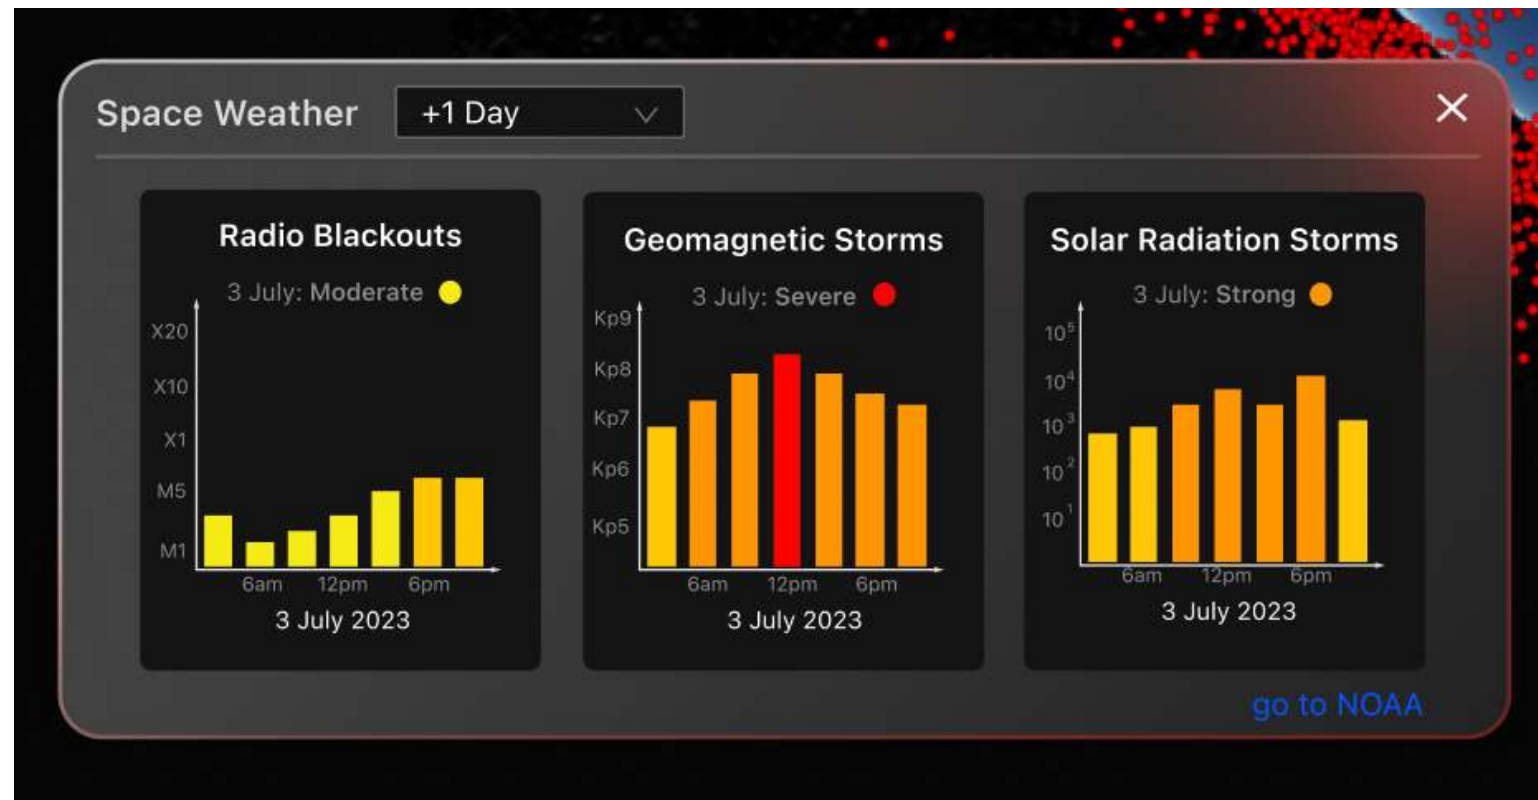 Space Weather +1 Day
Radio Blackouts
3 July: Moderate
X20
X10
X1
M5
M1
6am 12pm 6pm
3 July 2023
Geomagnetic Storms
3 July: Severe
Kp9
Kp8
Kp7
Kp6
Kp5
6am 12pm 6pm
3 July 2023
Solar Radiation Storms
3 July: Strong
10⁵
10⁴
10³
10²
10¹
6am 12pm 6pm
3 July 2023
go to NOAA